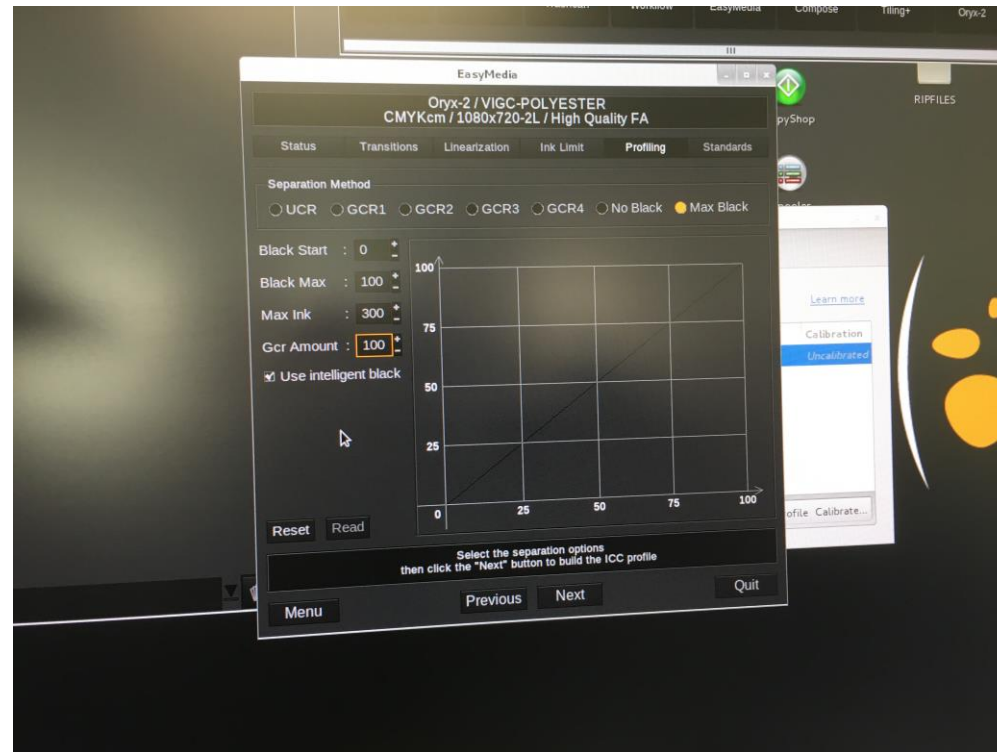 Workflow EasyMedia Compose Tiling+ Oryx-2
EasyMedia
Oryx-2 / VIGC-POLYESTER
CMYKcm / 1080x720-2L / High Quality FA
Status Transitions Linearization Ink Limit Profiling Standards
Separation Method
UCR GCR1 GCR2 GCR3 GCR4 No Black Max Black
Black Start : 0
Black Max : 100
Max Ink : 300
Gcr Amount : 100
Use intelligent black
100
75
50
25
0 25 50 75 100
Reset Read
Select the separation options
then click the "Next" button to build the ICC profile
Menu Previous Next Quit
RIPFILES
pyShop
Learn more
Calibration
Uncalibrated
ofile Calibrate...